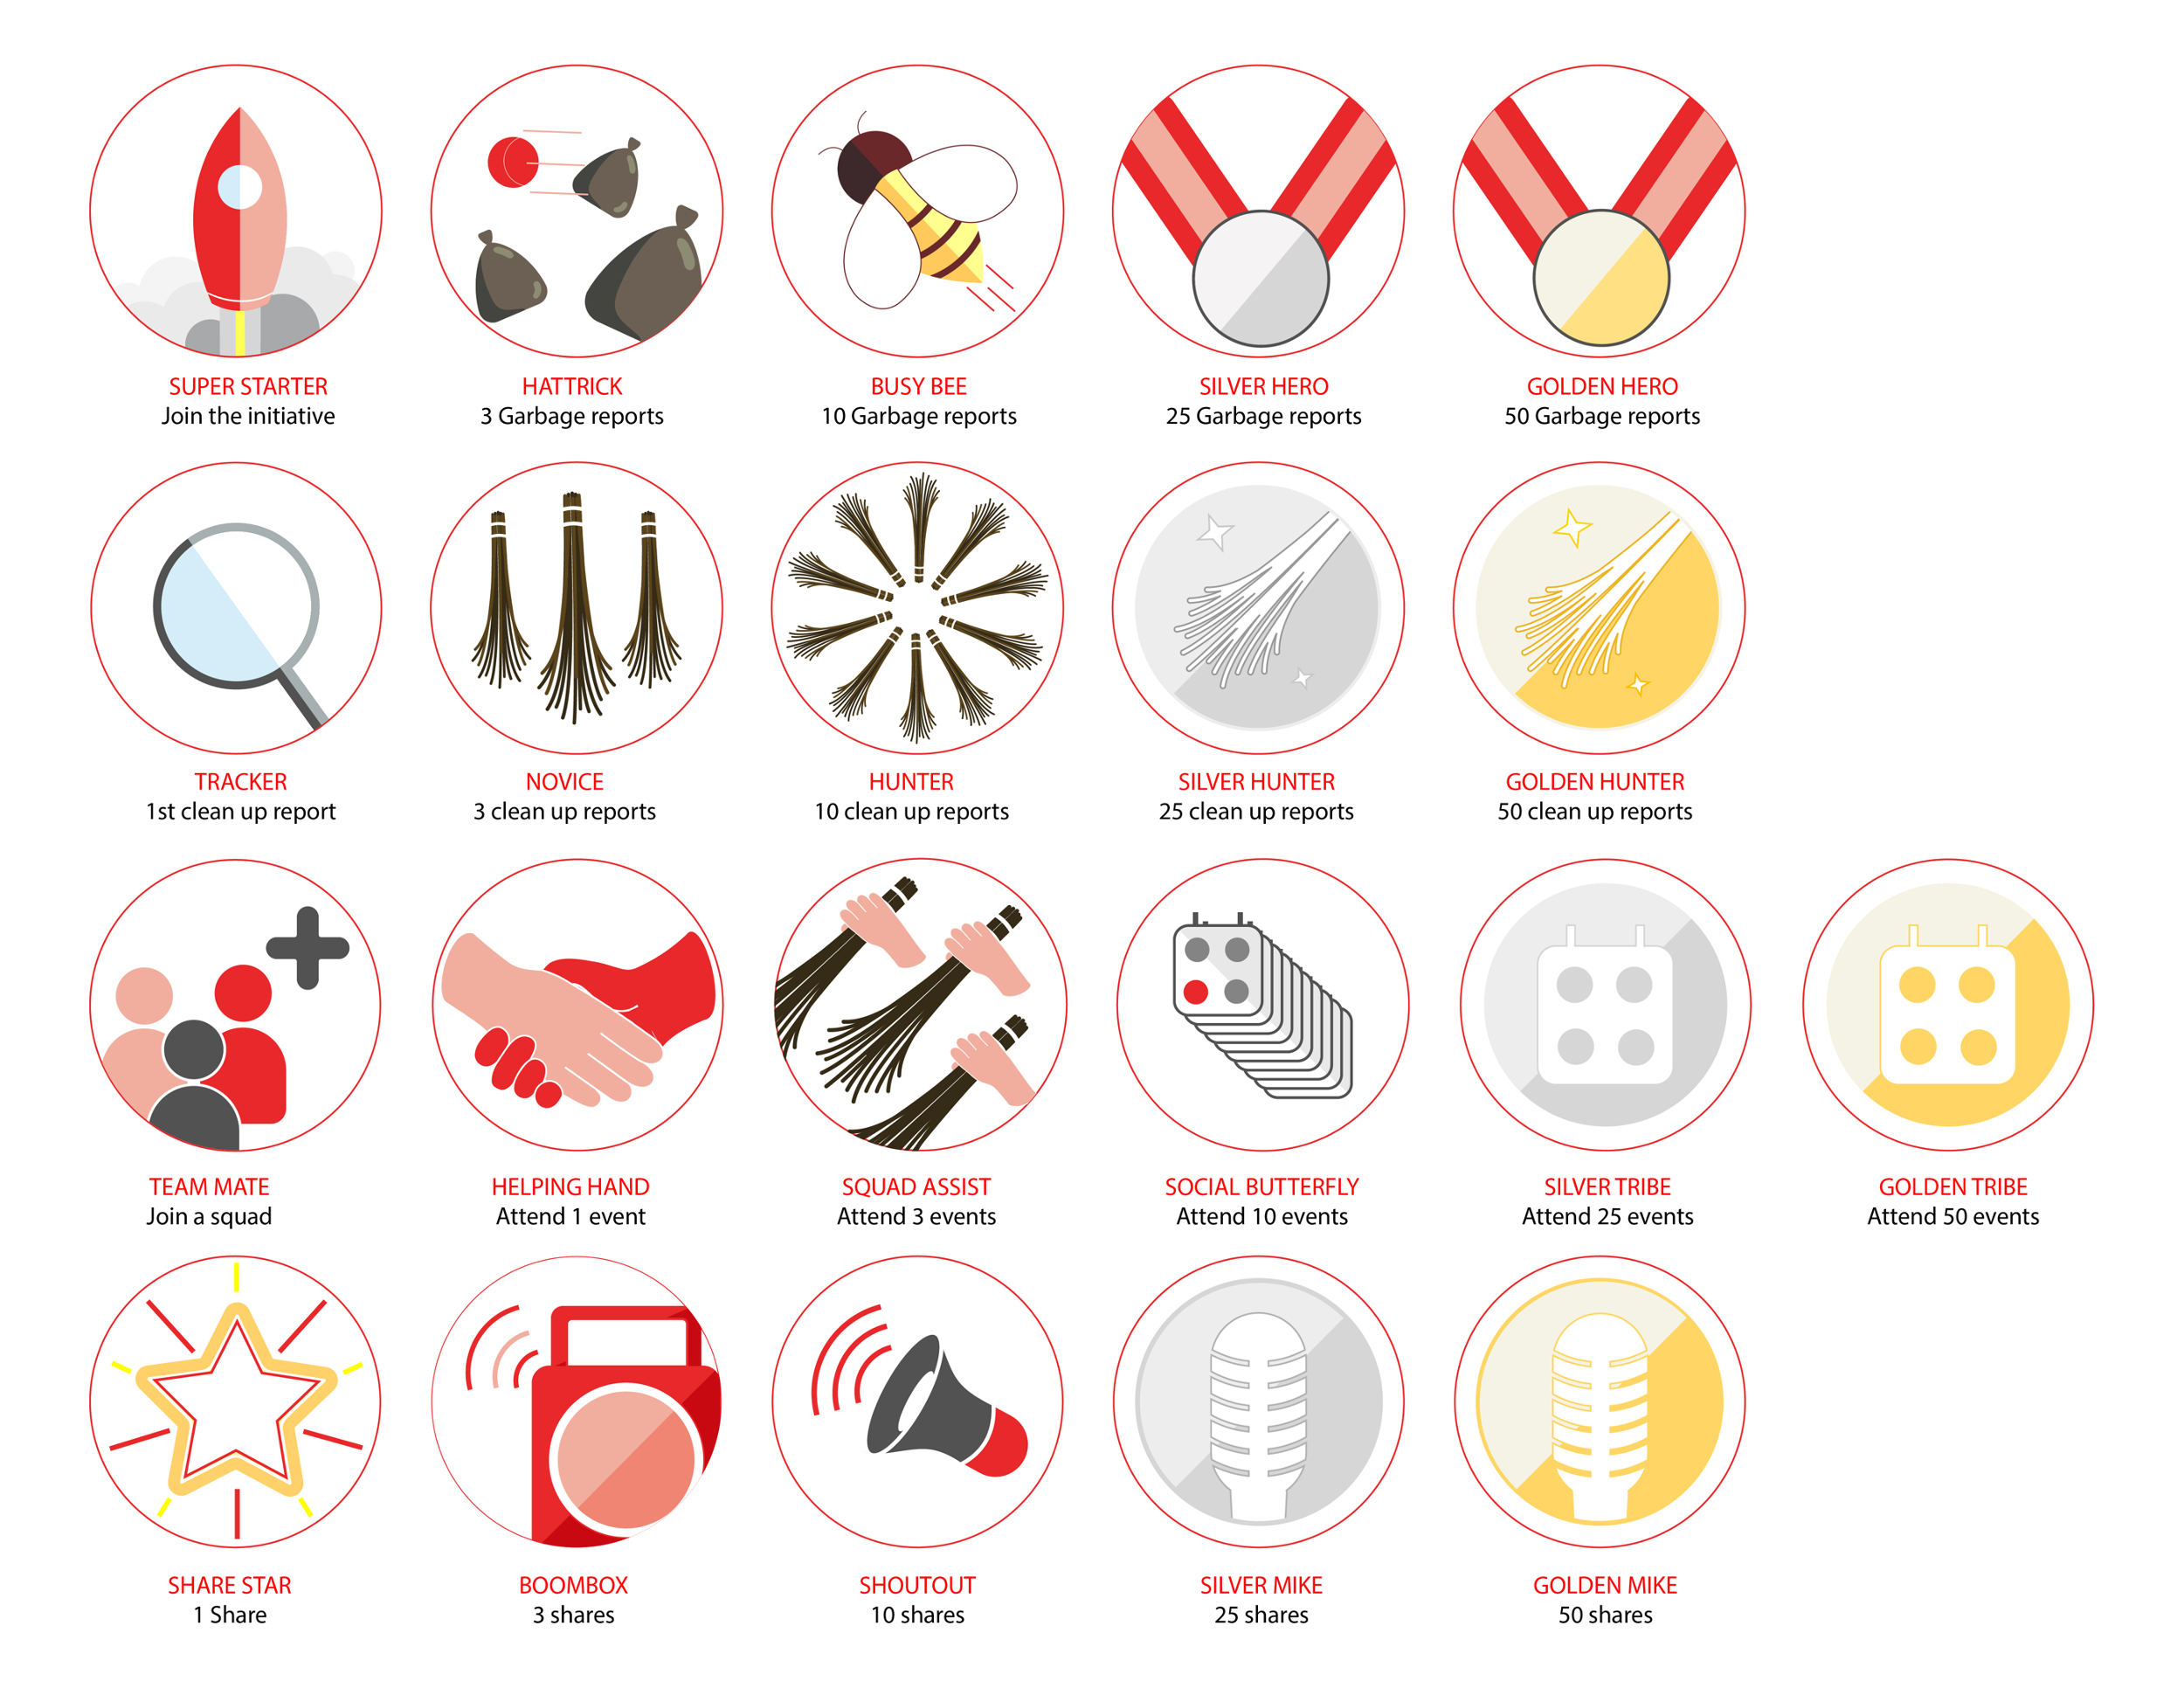 SUPER STARTER
Join the initiative
HATTRICK
3 Garbage reports
BUSY BEE
10 Garbage reports
SILVER HERO
25 Garbage reports
GOLDEN HERO
50 Garbage reports
TRACKER
1st clean up report
NOVICE
3 clean up reports
HUNTER
10 clean up reports
SILVER HUNTER
25 clean up reports
GOLDEN HUNTER
50 clean up reports
TEAM MATE
Join a squad
HELPING HAND
Attend 1 event
SQUAD ASSIST
Attend 3 events
SOCIAL BUTTERFLY
Attend 10 events
SILVER TRIBE
Attend 25 events
GOLDEN TRIBE
Attend 50 events
SHARE STAR
1 Share
BOOMBOX
3 shares
SHOUTOUT
10 shares
SILVER MIKE
25 shares
GOLDEN MIKE
50 shares